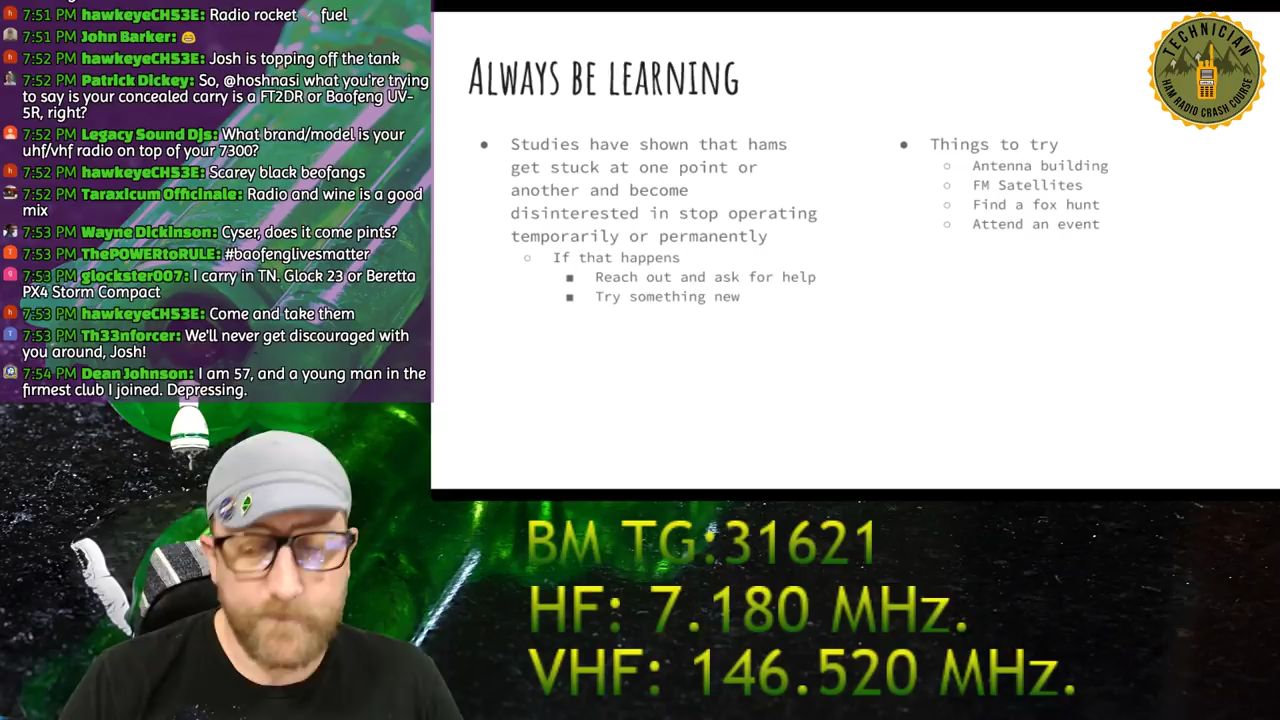 7:51 PM hawkeyeCH53E: Radio rocket fuel
7:51 PM John Barker: 😄
7:52 PM hawkeyeCH53E: Josh is topping off the tank
7:52 PM Patrick Dickey: So, @hoshnasi what you're trying
to say is your concealed carry is a FT2DR or Baofeng UV-
5R, right?
7:52 PM Legacy Sound DJs: What brand/model is your
uhf/vhf radio on top of your 7300?
7:52 PM hawkeyeCH53E: Scarey black beofangs
7:52 PM Taraxicum Officinale: Radio and wine is a good
mix
7:53 PM Wayne Dickinson: Cyser, does it come pints?
7:53 PM ThePOWERtoRULE: #baofenglivesmatter
7:53 PM glockster007: I carry in TN. Glock 23 or Beretta
PX4 Storm Compact
7:53 PM hawkeyeCH53E: Come and take them
7:53 PM Th33nforcer: We'll never get discouraged with
you around, Josh!
7:54 PM Dean Johnson: I am 57, and a young man in the
firmest club I joined. Depressing.
ALWAYS BE LEARNING
● Studies have shown that hams
get stuck at one point or
another and become
disinterested in stop operating
temporarily or permanently
○ If that happens
■ Reach out and ask for help
■ Try something new
● Things to try
○ Antenna building
○ FM Satellites
○ Find a fox hunt
○ Attend an event
TECHNICIAN
HAM RADIO CRASH COURSE
BM TG:31621
HF: 7.180 MHz.
VHF: 146.520 MHz.